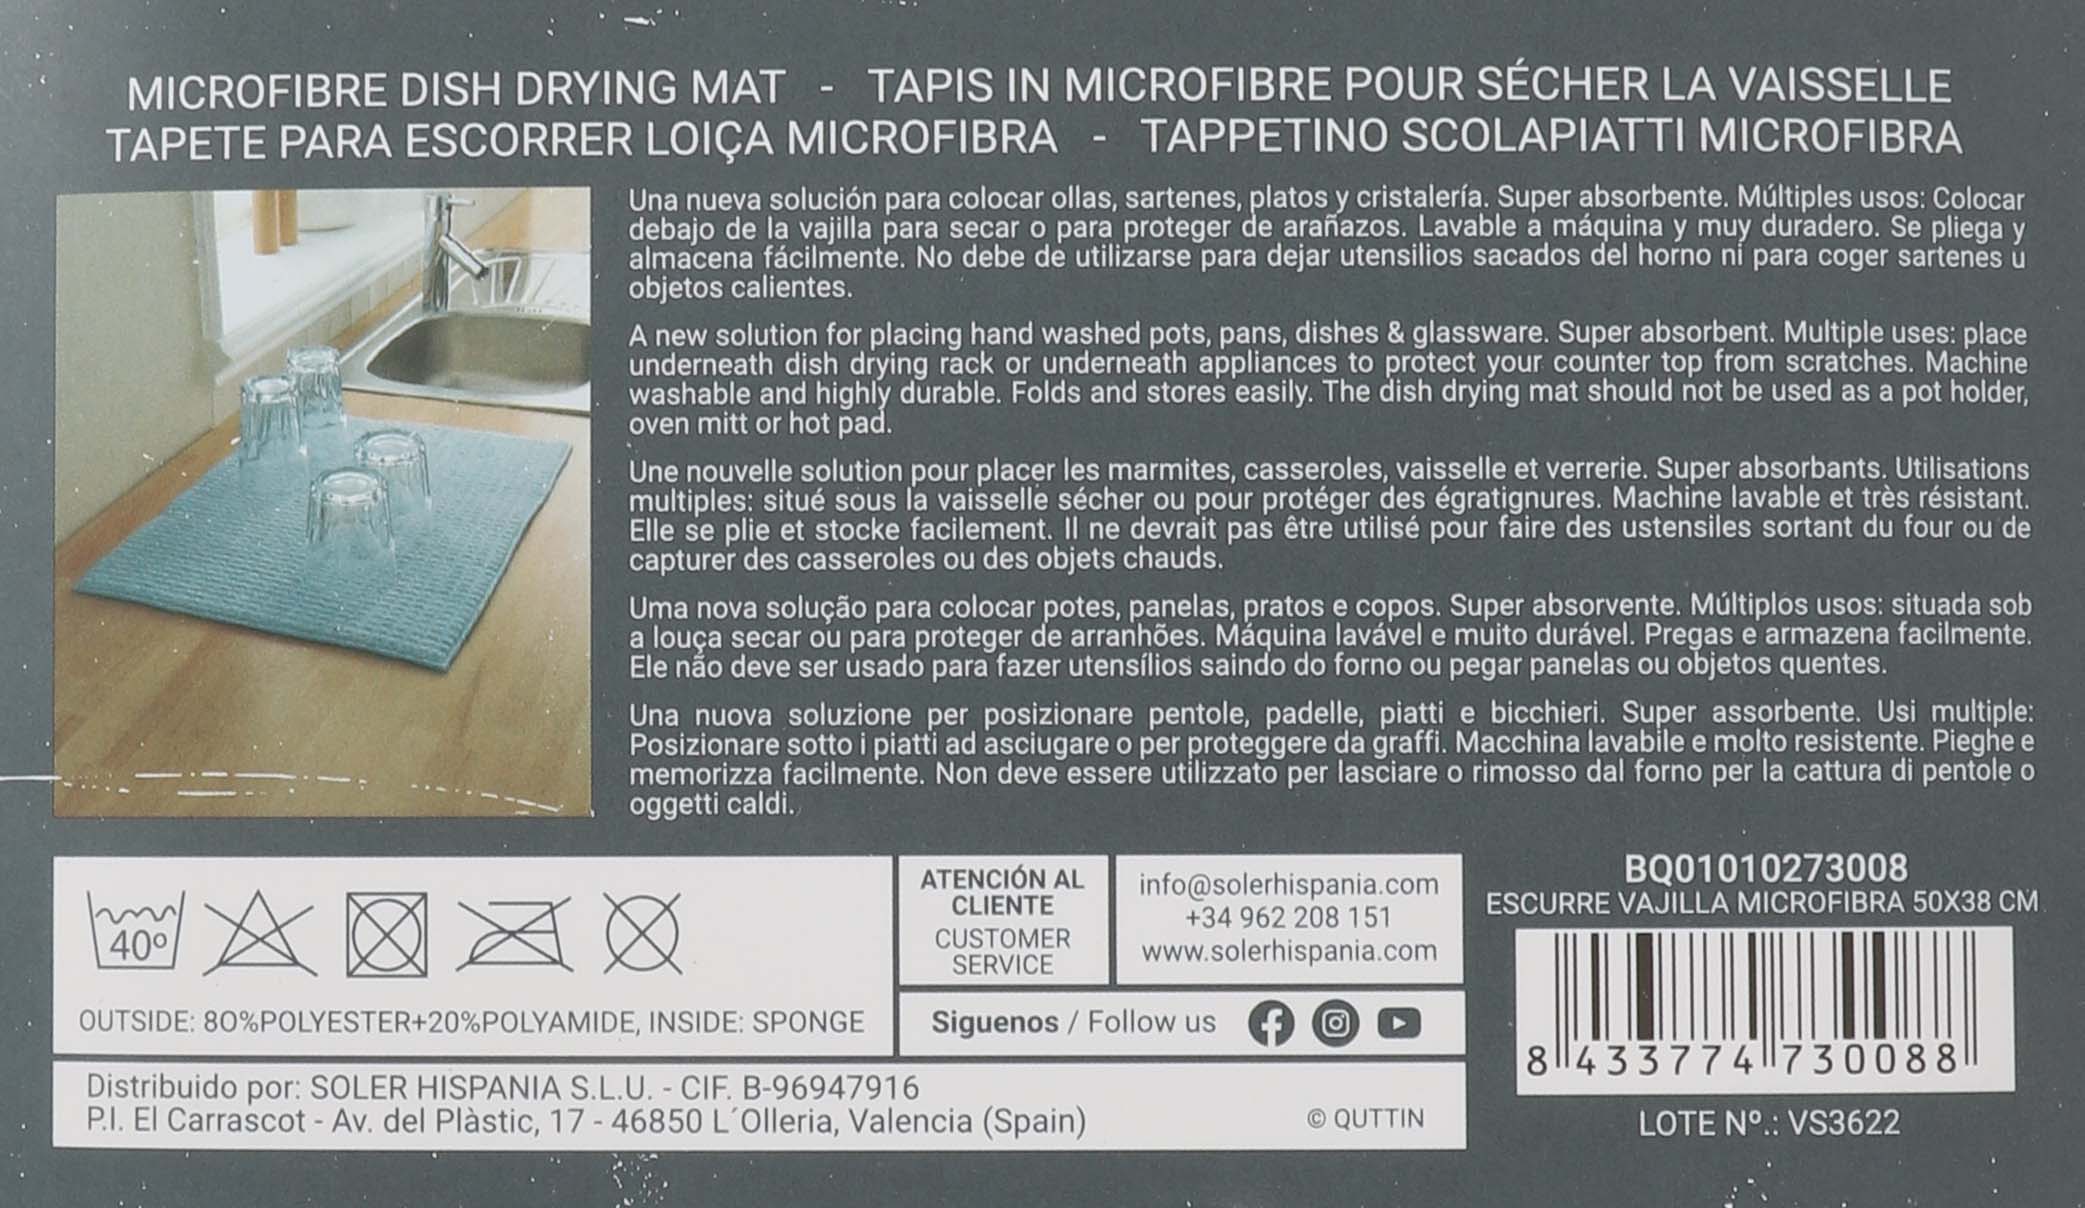 MICROFIBRE DISH DRYING MAT - TAPIS IN MICROFIBRE POUR SÉCHER LA VAISSELLE
TAPETE PARA ESCORRER LOIÇA MICROFIBRA - TAPPETINO SCOLAPIATTI MICROFIBRA
Una nueva solución para colocar ollas, sartenes, platos y cristalería. Super absorbente. Múltiples usos: Colocar
debajo de la vajilla para secar o para proteger de arañazos. Lavable a máquina y muy duradero. Se pliega y
almacena fácilmente. No debe de utilizarse para dejar utensilios sacados del horno ni para coger sartenes u
objetos calientes.
A new solution for placing hand washed pots, pans, dishes & glassware. Super absorbent. Multiple uses: place
underneath dish drying rack or underneath appliances to protect your counter top from scratches. Machine
washable and highly durable. Folds and stores easily. The dish drying mat should not be used as a pot holder,
oven mitt or hot pad.
Une nouvelle solution pour placer les marmites, casseroles, vaisselle et verrerie. Super absorbants. Utilisations
multiples: situé sous la vaisselle sécher ou pour protéger des égratignures. Machine lavable et très résistant.
Elle se plie et stocke facilement. Il ne devrait pas être utilisé pour faire des ustensiles sortant du four ou de
capturer des casseroles ou des objets chauds.
Uma nova solução para colocar potes, panelas, pratos e copos. Super absorvente. Múltiplos usos: situada sob
a louça secar ou para proteger de arranhões. Máquina lavável e muito durável. Pregas e armazena facilmente.
Ele não deve ser usado para fazer utensílios saindo do forno ou pegar panelas ou objetos quentes.
Una nuova soluzione per posizionare pentole, padelle, piatti e bicchieri. Super assorbente. Usi multiple:
Posizionare sotto i piatti ad asciugare o per proteggere da graffi. Macchina lavabile e molto resistente. Pieghe e
memorizza facilmente. Non deve essere utilizzato per lasciare o rimosso dal forno per la cattura di pentole o
oggetti caldi.
40º
OUTSIDE: 80%POLYESTER+20%POLYAMIDE, INSIDE: SPONGE
ATENCIÓN AL
CLIENTE
CUSTOMER
SERVICE
info@solerhispania.com
+34 962 208 151
www.solerhispania.com
Siguenos / Follow us
Distribuido por: SOLER HISPANIA S.L.U. - CIF. B-96947916
P.I. El Carrascot - Av. del Plàstic, 17 - 46850 L´Olleria, Valencia (Spain)
© QUTTIN
BQ01010273008
ESCURRE VAJILLA MICROFIBRA 50X38 CM
8 433774 730088
LOTE Nº.: VS3622